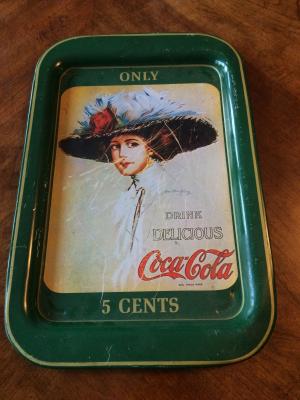 ONLY
DRINK
DELICIOUS
Coca-Cola
5 CENTS